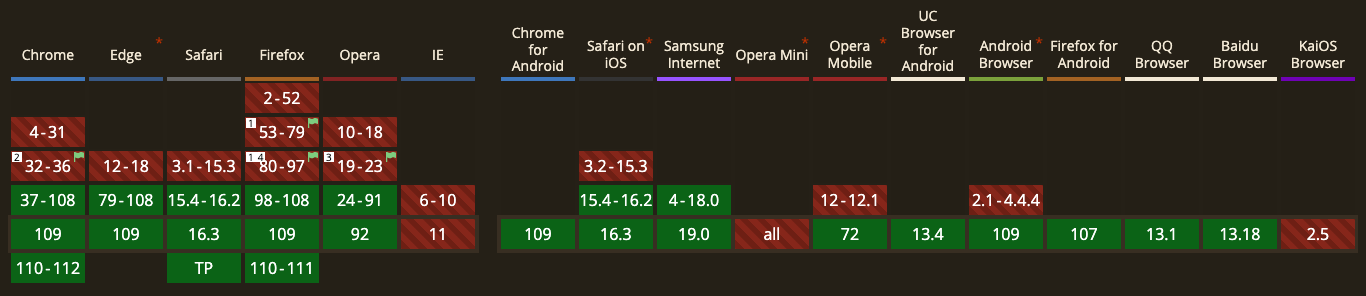 Chrome Edge * Safari Firefox Opera IE Chrome for Android Safari on iOS * Samsung Internet Opera Mini * Opera Mobile * UC Browser for Android Android Browser * Firefox for Android QQ Browser Baidu Browser KaiOS Browser
2-52
4-31 1 53-79 10-18
2 32-36 12-18 3.1-15.3 1 4 80-97 3 19-23 3.2-15.3
37-108 79-108 15.4-16.2 98-108 24-91 6-10 15.4-16.2 4-18.0 12-12.1 2.1-4.4.4
109 109 16.3 109 92 11 109 16.3 19.0 all 72 13.4 109 107 13.1 13.18 2.5
110-112 TP 110-111